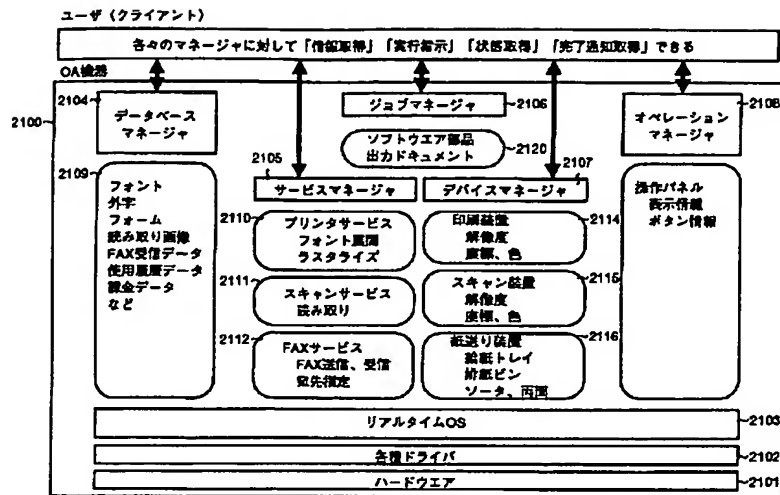 ユーザ（クライアント）
各々のマネージャに対して「情報取得」「実行指示」「状態取得」「完了通知取得」できる
OA機器
2100
2104
データベース
マネージャ
ジョブマネージャ
2106
2108
オペレーション
マネージャ
ソフトウエア部品
出力ドキュメント
2120
2105
サービスマネージャ
2107
デバイスマネージャ
2109
フォント
外字
フォーム
読み取り画像
FAX受信データ
使用履歴データ
課金データ
など
2110
プリンタサービス
フォント展開
ラスタライズ
2111
スキャンサービス
読み取り
2112
FAXサービス
FAX送信、受信
宛先指定
印刷装置
解像度
座標、色
2114
スキャン装置
解像度
座標、色
2115
紙送り装置
給紙トレイ
排紙ビン
ソータ、両面
2116
操作パネル
表示情報
ボタン情報
リアルタイムOS
2103
各種ドライバ
2102
ハードウエア
2101